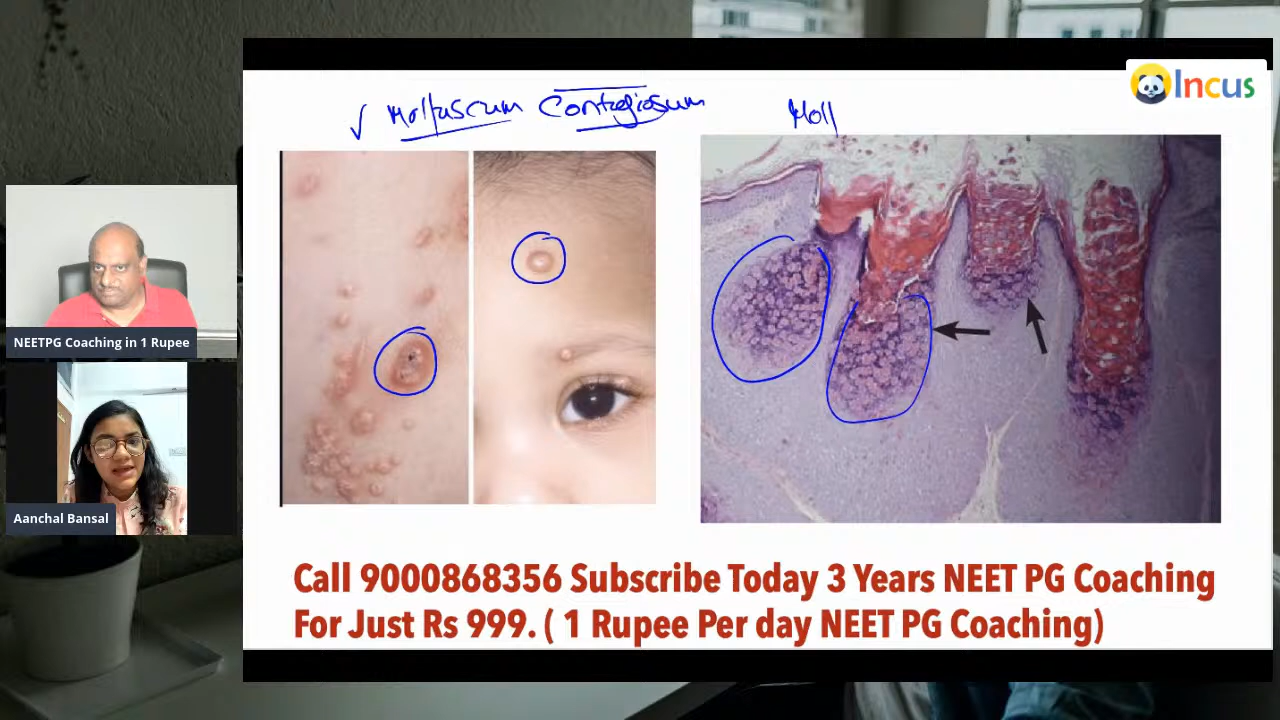 Incus
✓ Molluscum Contagiosum
Moll
NEETPG Coaching in 1 Rupee
Aanchal Bansal
Call 9000868356 Subscribe Today 3 Years NEET PG Coaching
For Just Rs 999. ( 1 Rupee Per day NEET PG Coaching)